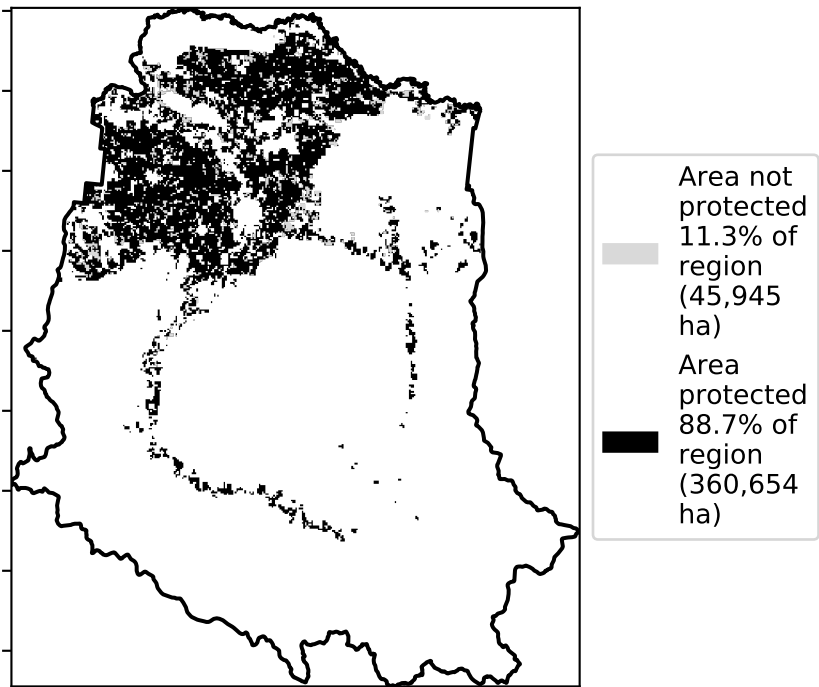 Area not
protected
11.3% of
region
(45,945
ha)
Area
protected
88.7% of
region
(360,654
ha)